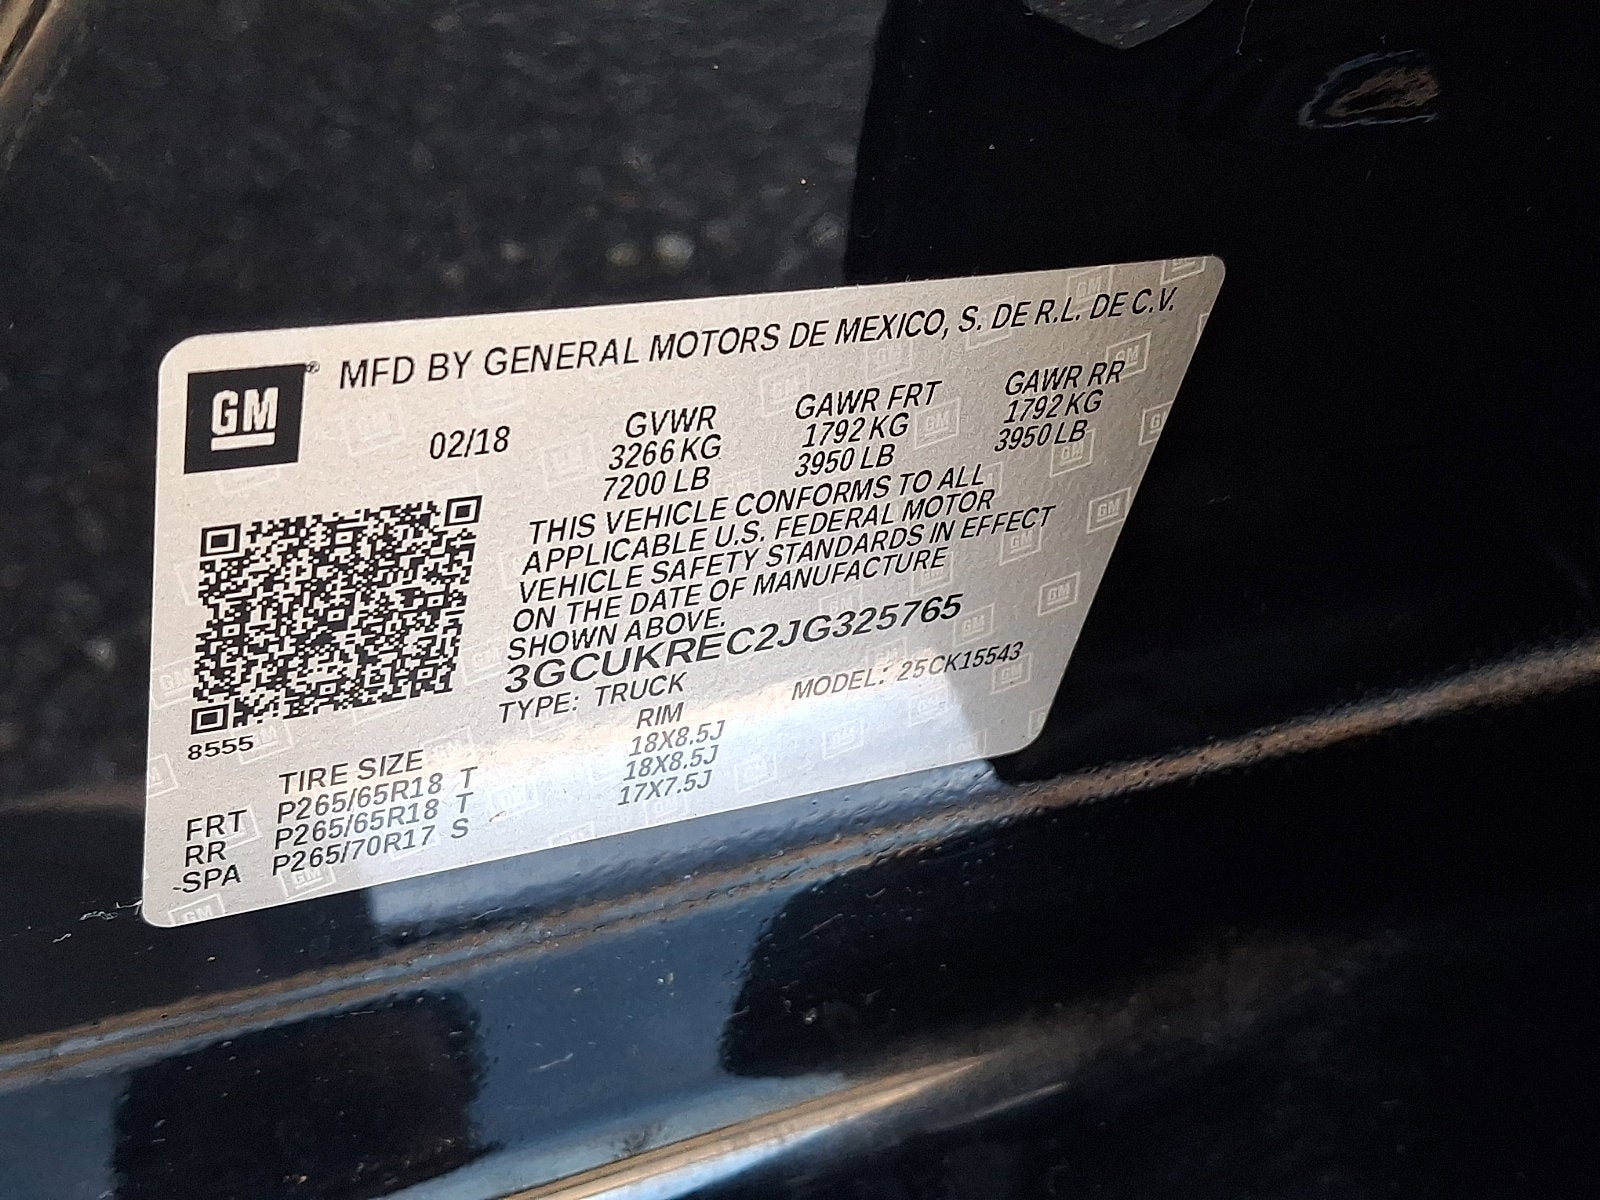 GM® MFD BY GENERAL MOTORS DE MEXICO, S. DE R.L. DE C.V.
02/18 GVWR GAWR FRT GAWR RR
3266 KG 1792 KG 1792 KG
7200 LB 3950 LB 3950 LB
THIS VEHICLE CONFORMS TO ALL
APPLICABLE U.S. FEDERAL MOTOR
VEHICLE SAFETY STANDARDS IN EFFECT
ON THE DATE OF MANUFACTURE
SHOWN ABOVE.
3GCUKREC2JG325765
TYPE: TRUCK MODEL: 25CK15543
8555
TIRE SIZE RIM
FRT P265/65R18 T 18X8.5J
RR P265/65R18 T 18X8.5J
SPA P265/70R17 S 17X7.5J